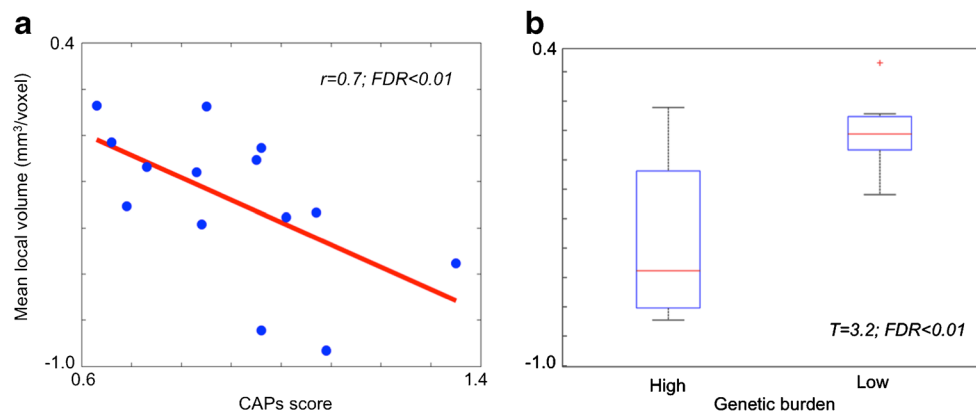 a
0.4
r=0.7; FDR<0.01
Mean local volume (mm³/voxel)
-1.0
0.6
1.4
CAPs score
b
0.4
T=3.2; FDR<0.01
-1.0
High
Low
Genetic burden